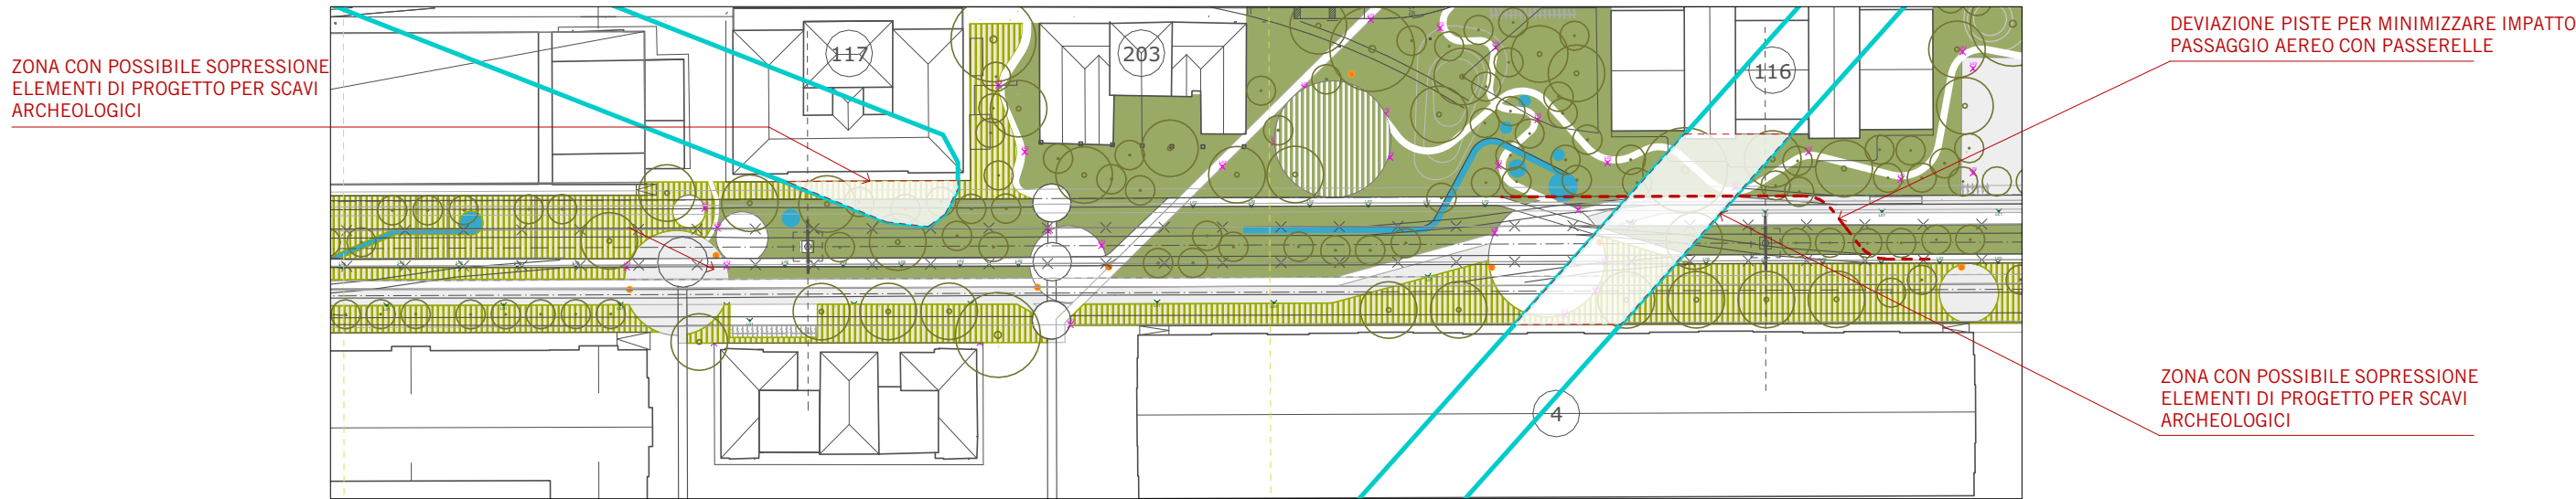 ZONA CON POSSIBILE SOPRESSIONE
ELEMENTI DI PROGETTO PER SCAVI
ARCHEOLOGICI
117
203
116
4
DEVIAZIONE PISTE PER MINIMIZZARE IMPATTO
PASSAGGIO AEREO CON PASSERELLE
ZONA CON POSSIBILE SOPRESSIONE
ELEMENTI DI PROGETTO PER SCAVI
ARCHEOLOGICI